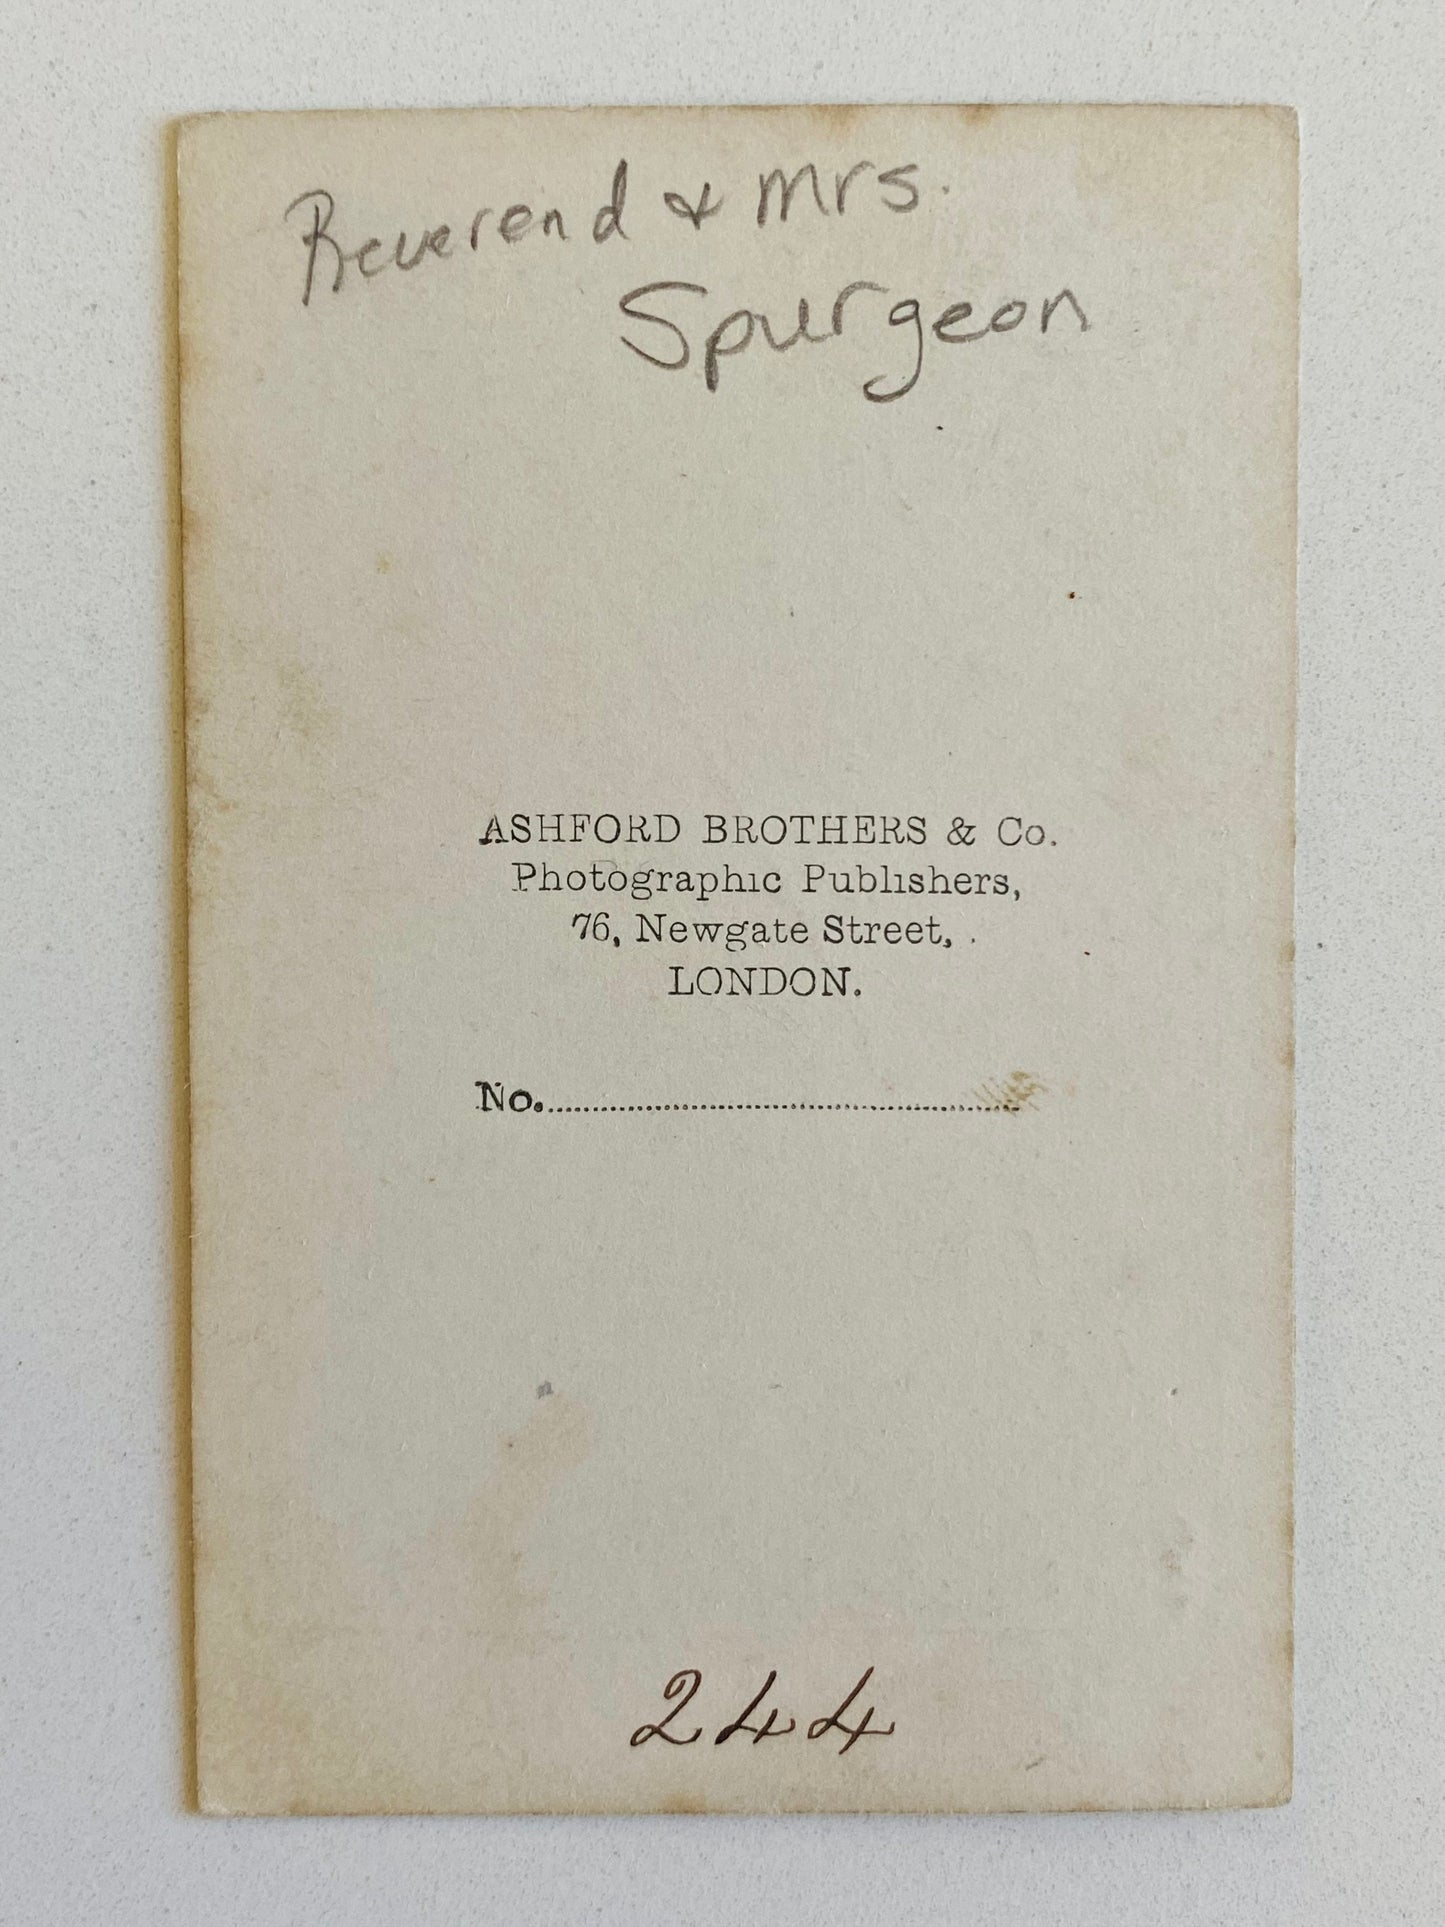 Reverend & Mrs.
Spurgeon
ASHFORD BROTHERS & Co.
Photographic Publishers,
76, Newgate Street,
LONDON.
No.....................................................
244